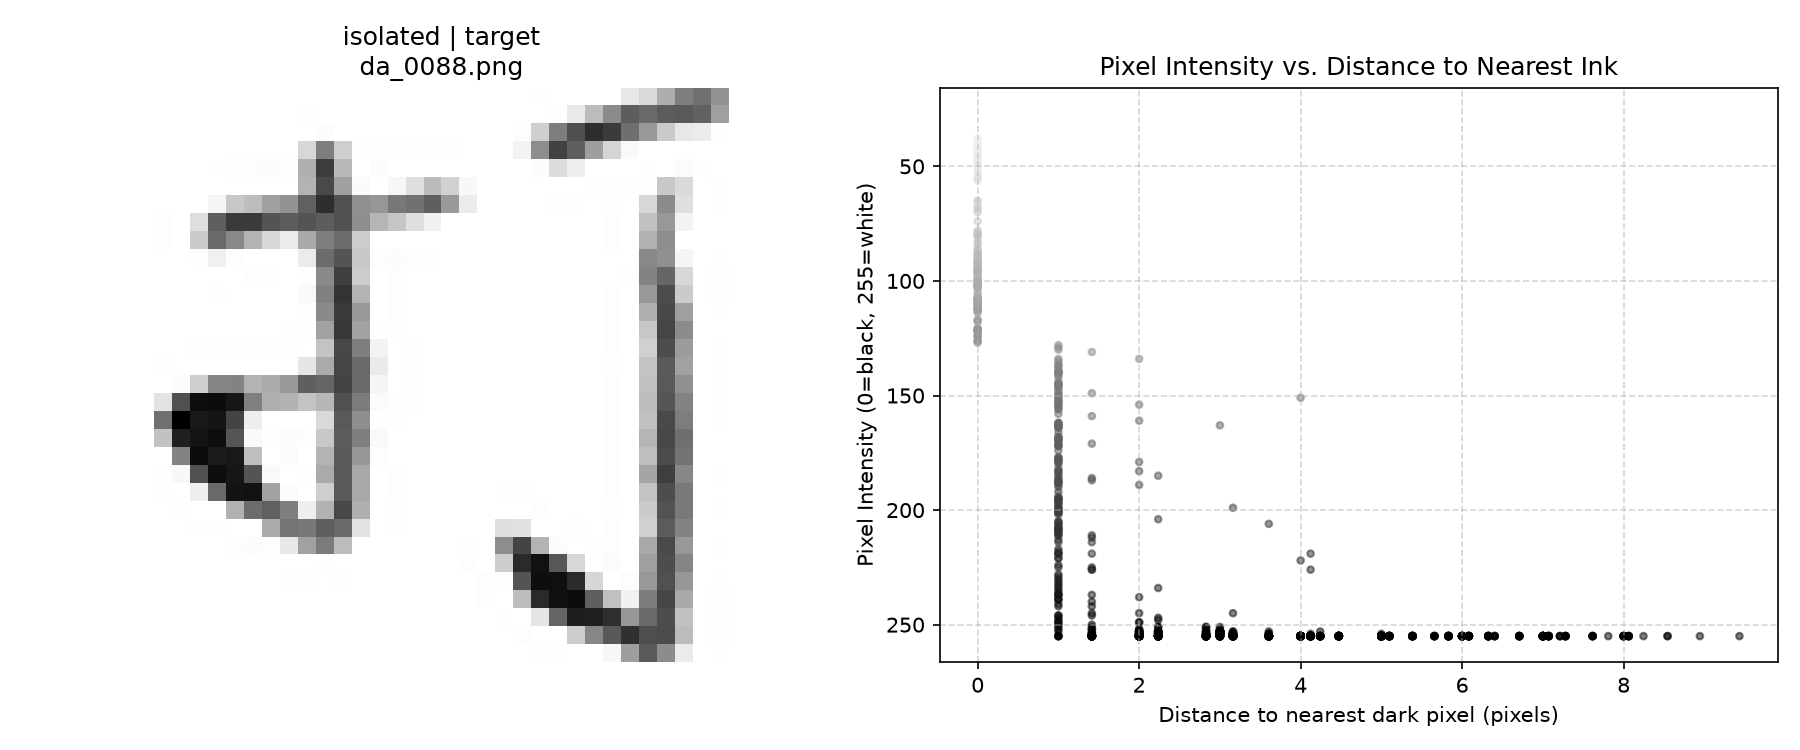 isolated | target
da_0088.png
Pixel Intensity vs. Distance to Nearest Ink
Pixel Intensity (0=black, 255=white)
50
100
150
200
250
0 2 4 6 8
Distance to nearest dark pixel (pixels)